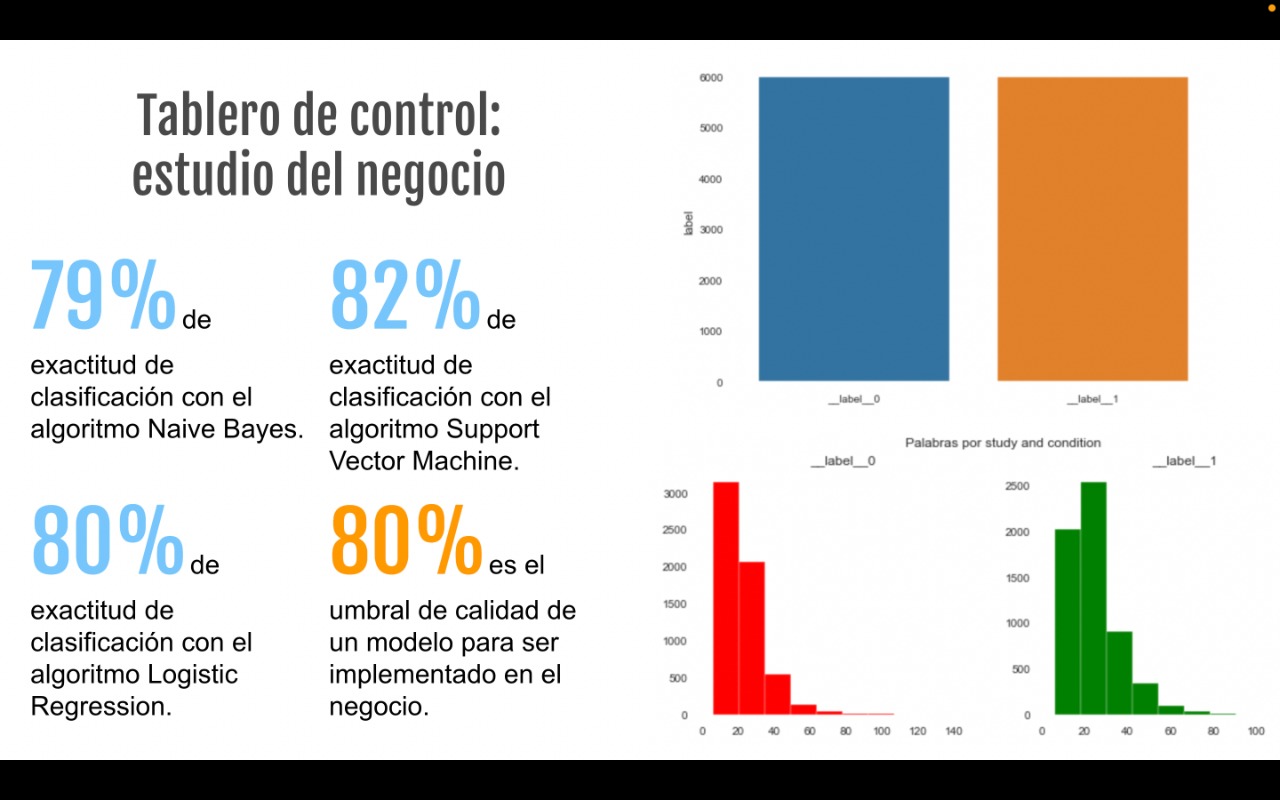 Tablero de control:
estudio del negocio
79% de
exactitud de
clasificación con el
algoritmo Naive Bayes.
82% de
exactitud de
clasificación con el
algoritmo Support
Vector Machine.
80% de
exactitud de
clasificación con el
algoritmo Logistic
Regression.
80% es el
umbral de calidad de
un modelo para ser
implementado en el
negocio.
6000
5000
4000
3000
2000
1000
0
label
__label__0 __label__1
Palabras por study and condition
__label__0
3000
2500
2000
1500
1000
500
0
0 20 40 60 80 100 120 140
__label__1
2500
2000
1500
1000
500
0
0 20 40 60 80 100